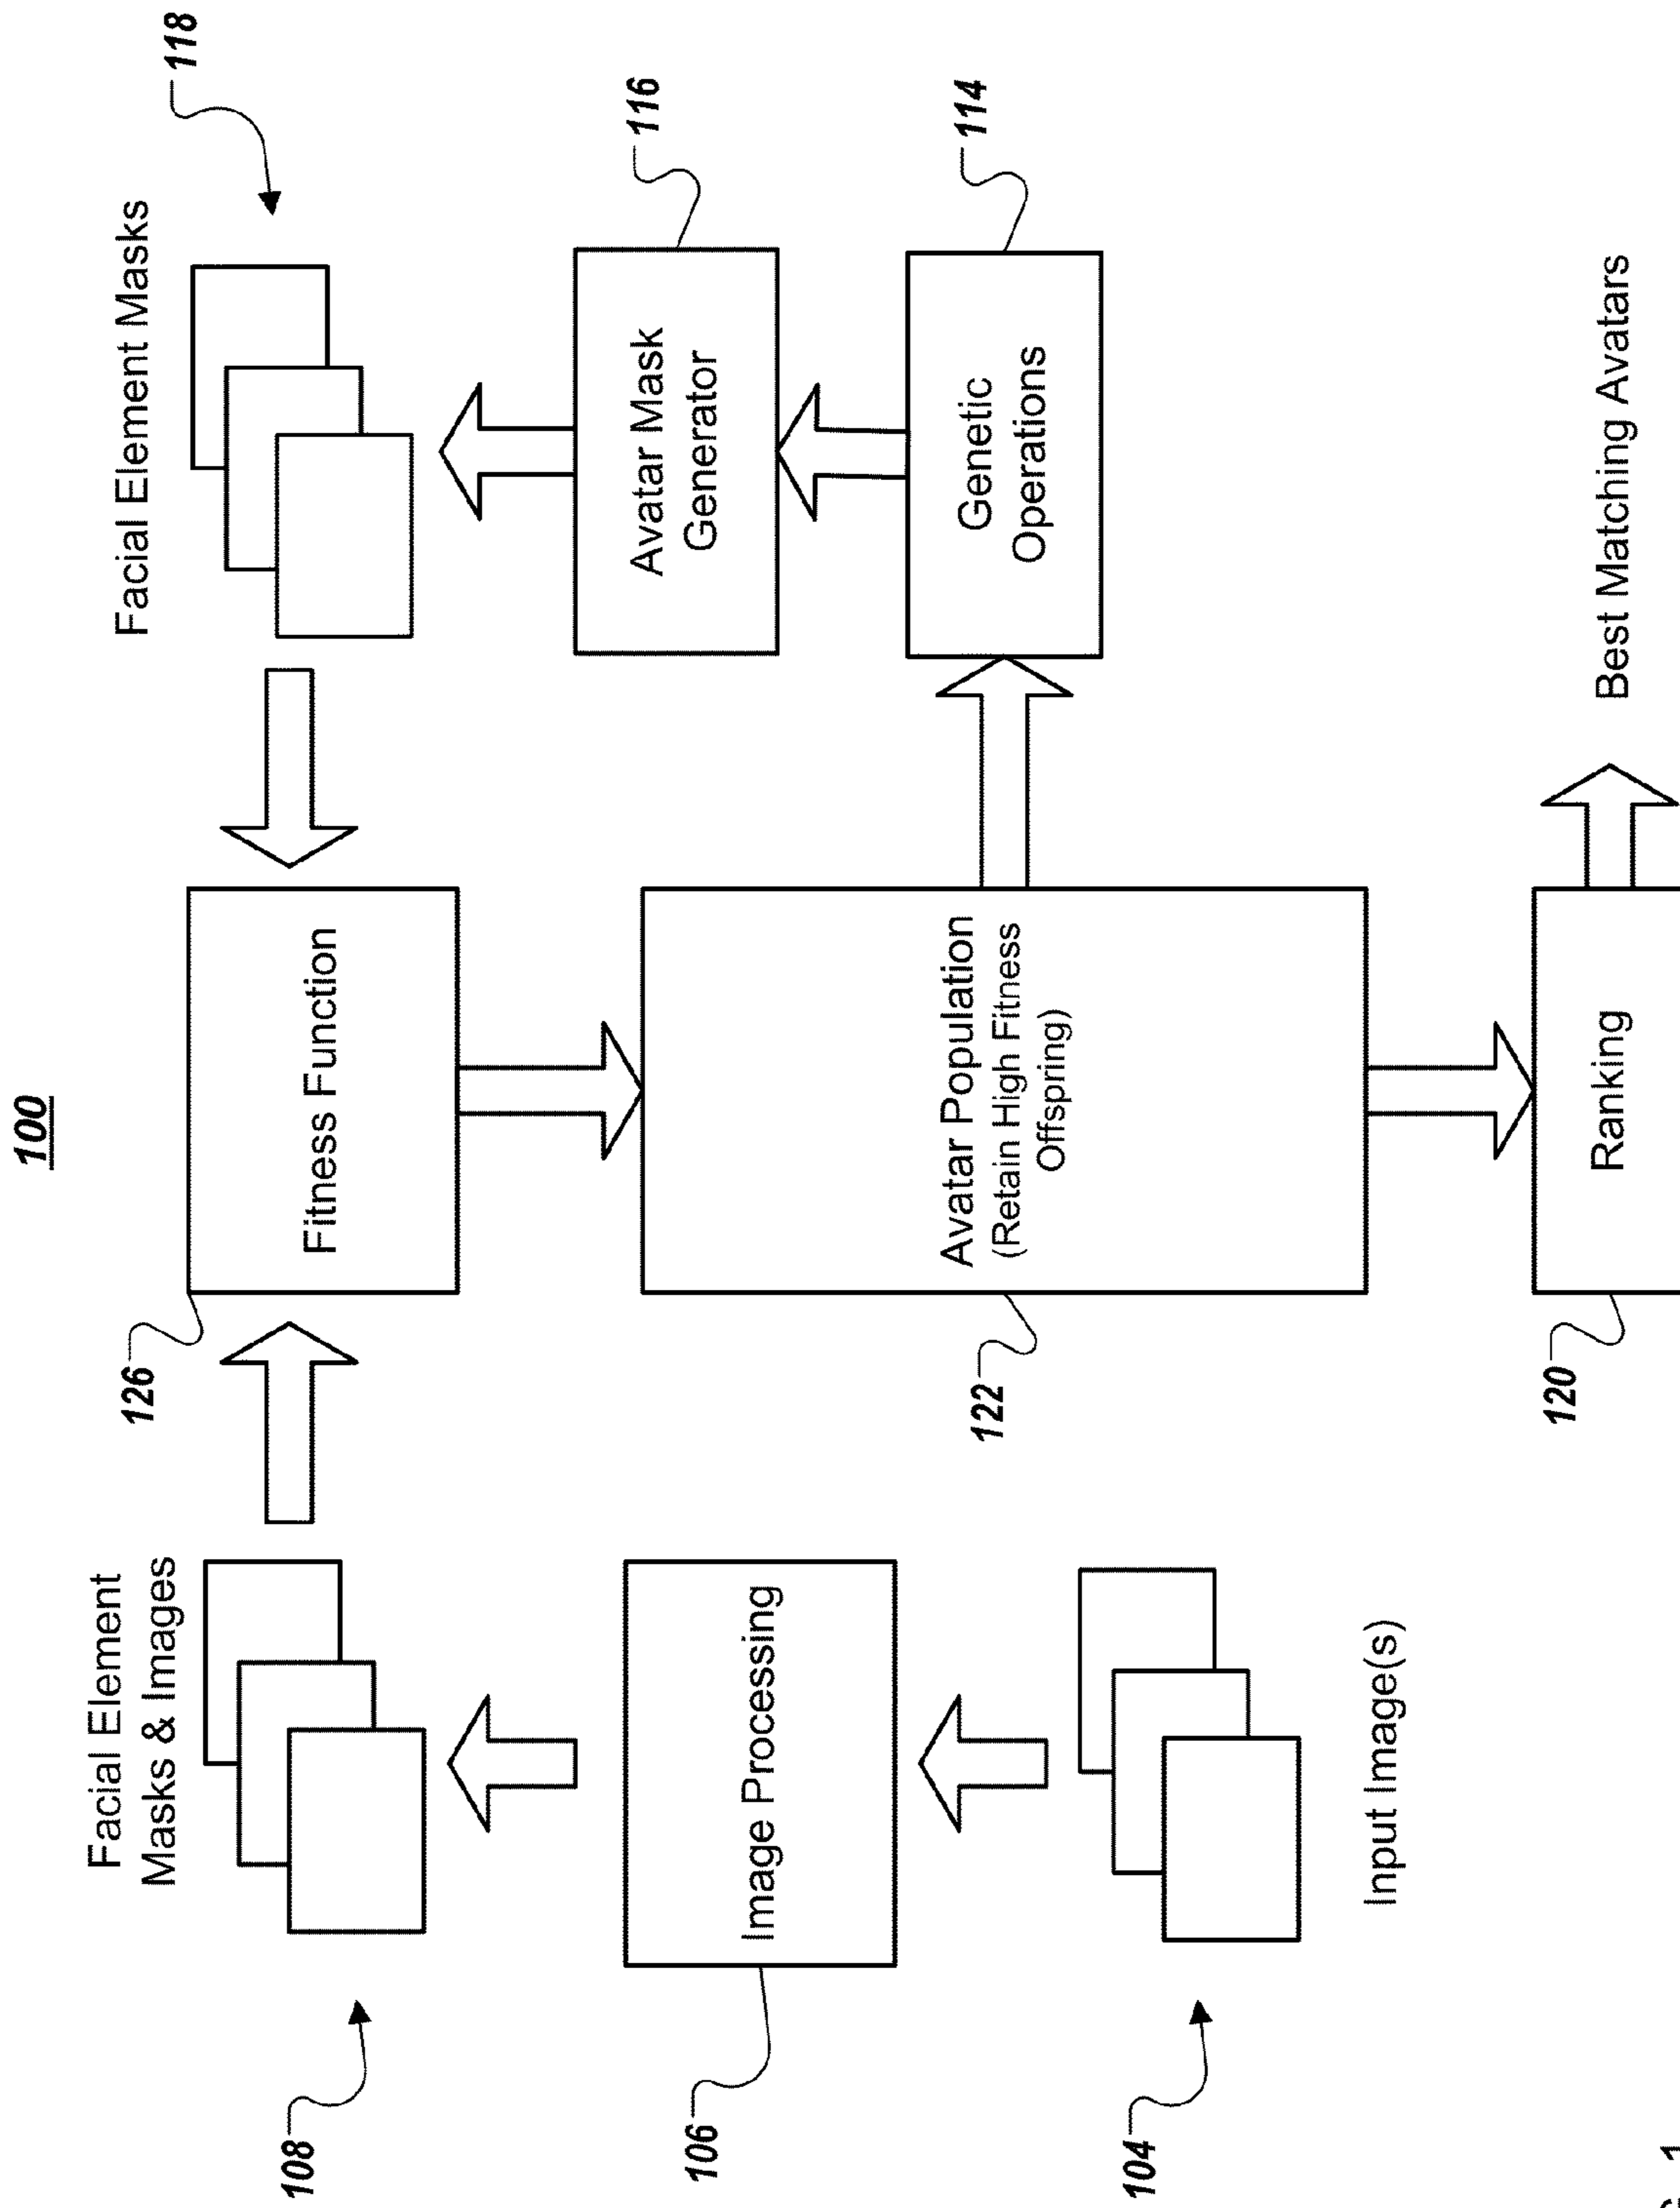 100
Facial Element
Masks & Images
108
126
Fitness Function
Facial Element Masks
118
106
Image Processing
122
Avatar Population
(Retain High Fitness
Offspring)
Avatar Mask
Generator
116
Genetic
Operations
114
104
Input Image(s)
120
Ranking
Best Matching Avatars